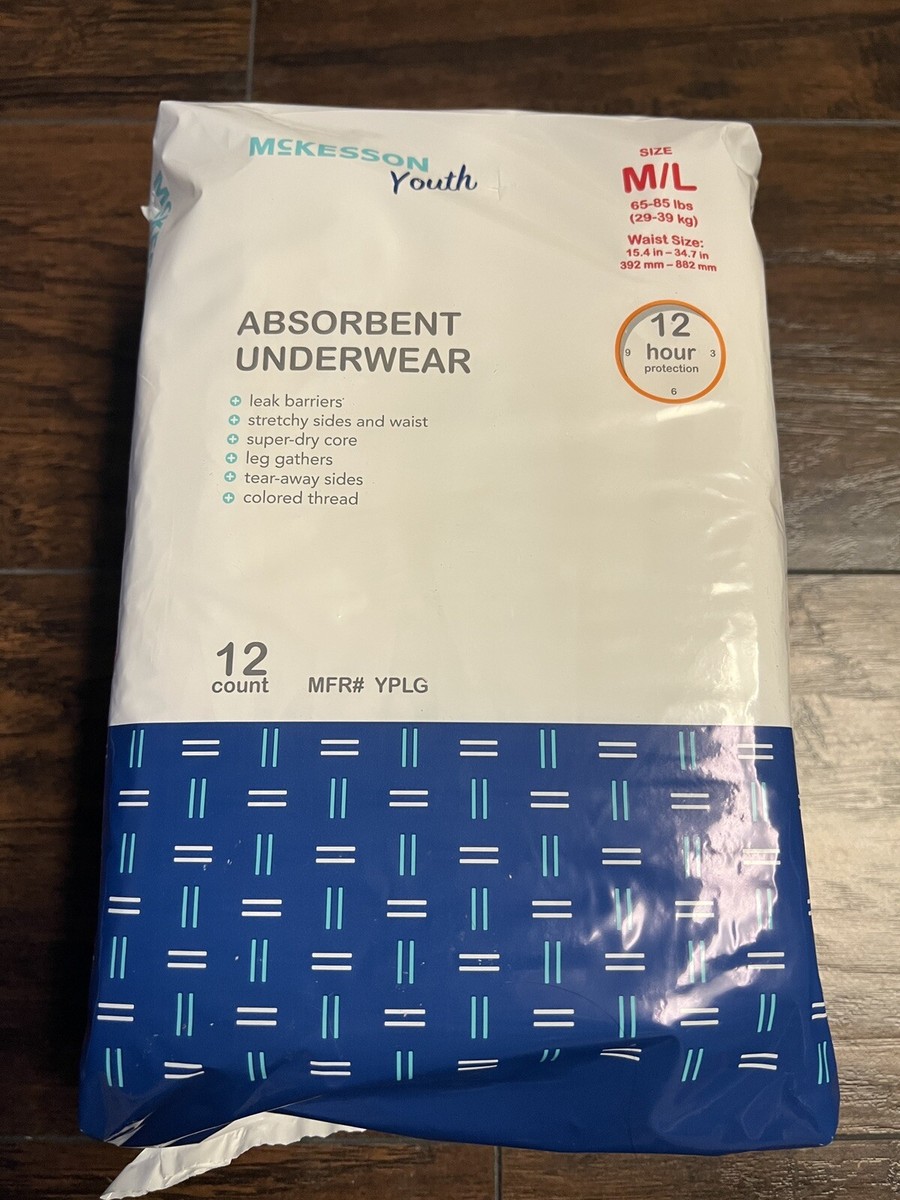 McKESSON
Youth
SIZE
M/L
65-85 lbs
(29-39 kg)
Waist Size:
15.4 in – 34.7 in
392 mm – 882 mm
ABSORBENT
UNDERWEAR
12
9 hour 3
protection
6
leak barriers
stretchy sides and waist
super-dry core
leg gathers
tear-away sides
colored thread
12
count
MFR# YPLG